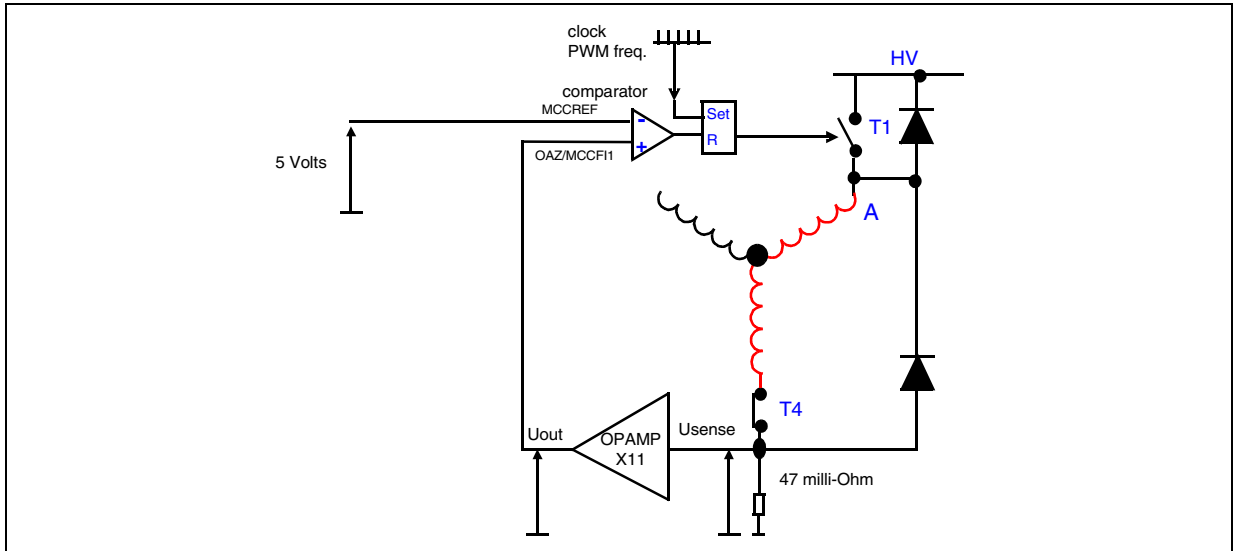 clock
PWM freq.
HV
comparator
MCCREF
-
Set
T1
+
R
OAZ/MCCFI1
5 Volts
A
T4
Uout
OPAMP
X11
Usense
47 milli-Ohm